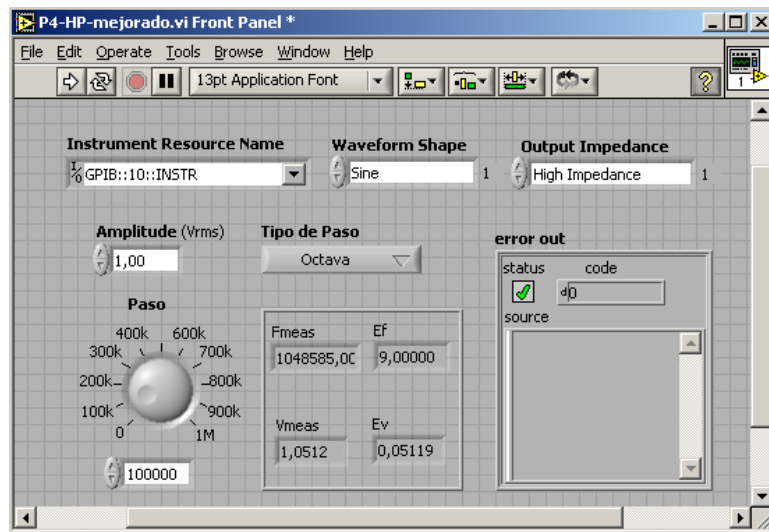 P4-HP-mejorado.vi Front Panel *
File Edit Operate Tools Browse Window Help
13pt Application Font
1
Instrument Resource Name
Waveform Shape
Output Impedance
GPIB::10::INSTR
Sine
1
High Impedance
1
Amplitude (Vrms)
Tipo de Paso
error out
1,00
Octava
status
code
d0
source
Paso
400k 600k
300k 700k
200k 800k
100k 900k
0 1M
100000
Fmeas
Ef
1048585,00
9,00000
Vmeas
Ev
1,0512
0,05119